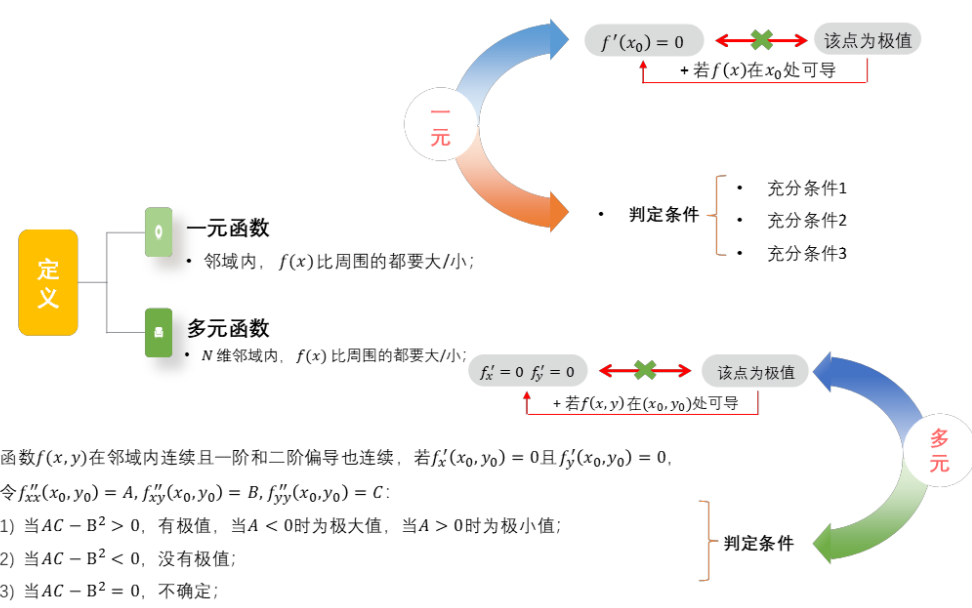 f′(x₀) = 0
该点为极值
+ 若f(x)在x₀处可导
一
元
• 判定条件
• 充分条件1
• 充分条件2
• 充分条件3
定
义
一元函数
• 邻域内，f(x)比周围的都要大/小；
多元函数
• N 维邻域内，f(x) 比周围的都要大/小；
f′ₓ = 0 f′ᵧ = 0
该点为极值
+ 若f(x, y)在(x₀, y₀)处可导
多
元
函数f(x, y)在邻域内连续且一阶和二阶偏导也连续，若f′ₓ(x₀, y₀) = 0且f′ᵧ(x₀, y₀) = 0，
令f″ₓₓ(x₀, y₀) = A, f″ₓᵧ(x₀, y₀) = B, f″ᵧᵧ(x₀, y₀) = C：
1) 当AC − B² > 0，有极值，当A < 0时为极大值，当A > 0时为极小值；
2) 当AC − B² < 0，没有极值；
3) 当AC − B² = 0，不确定；
判定条件